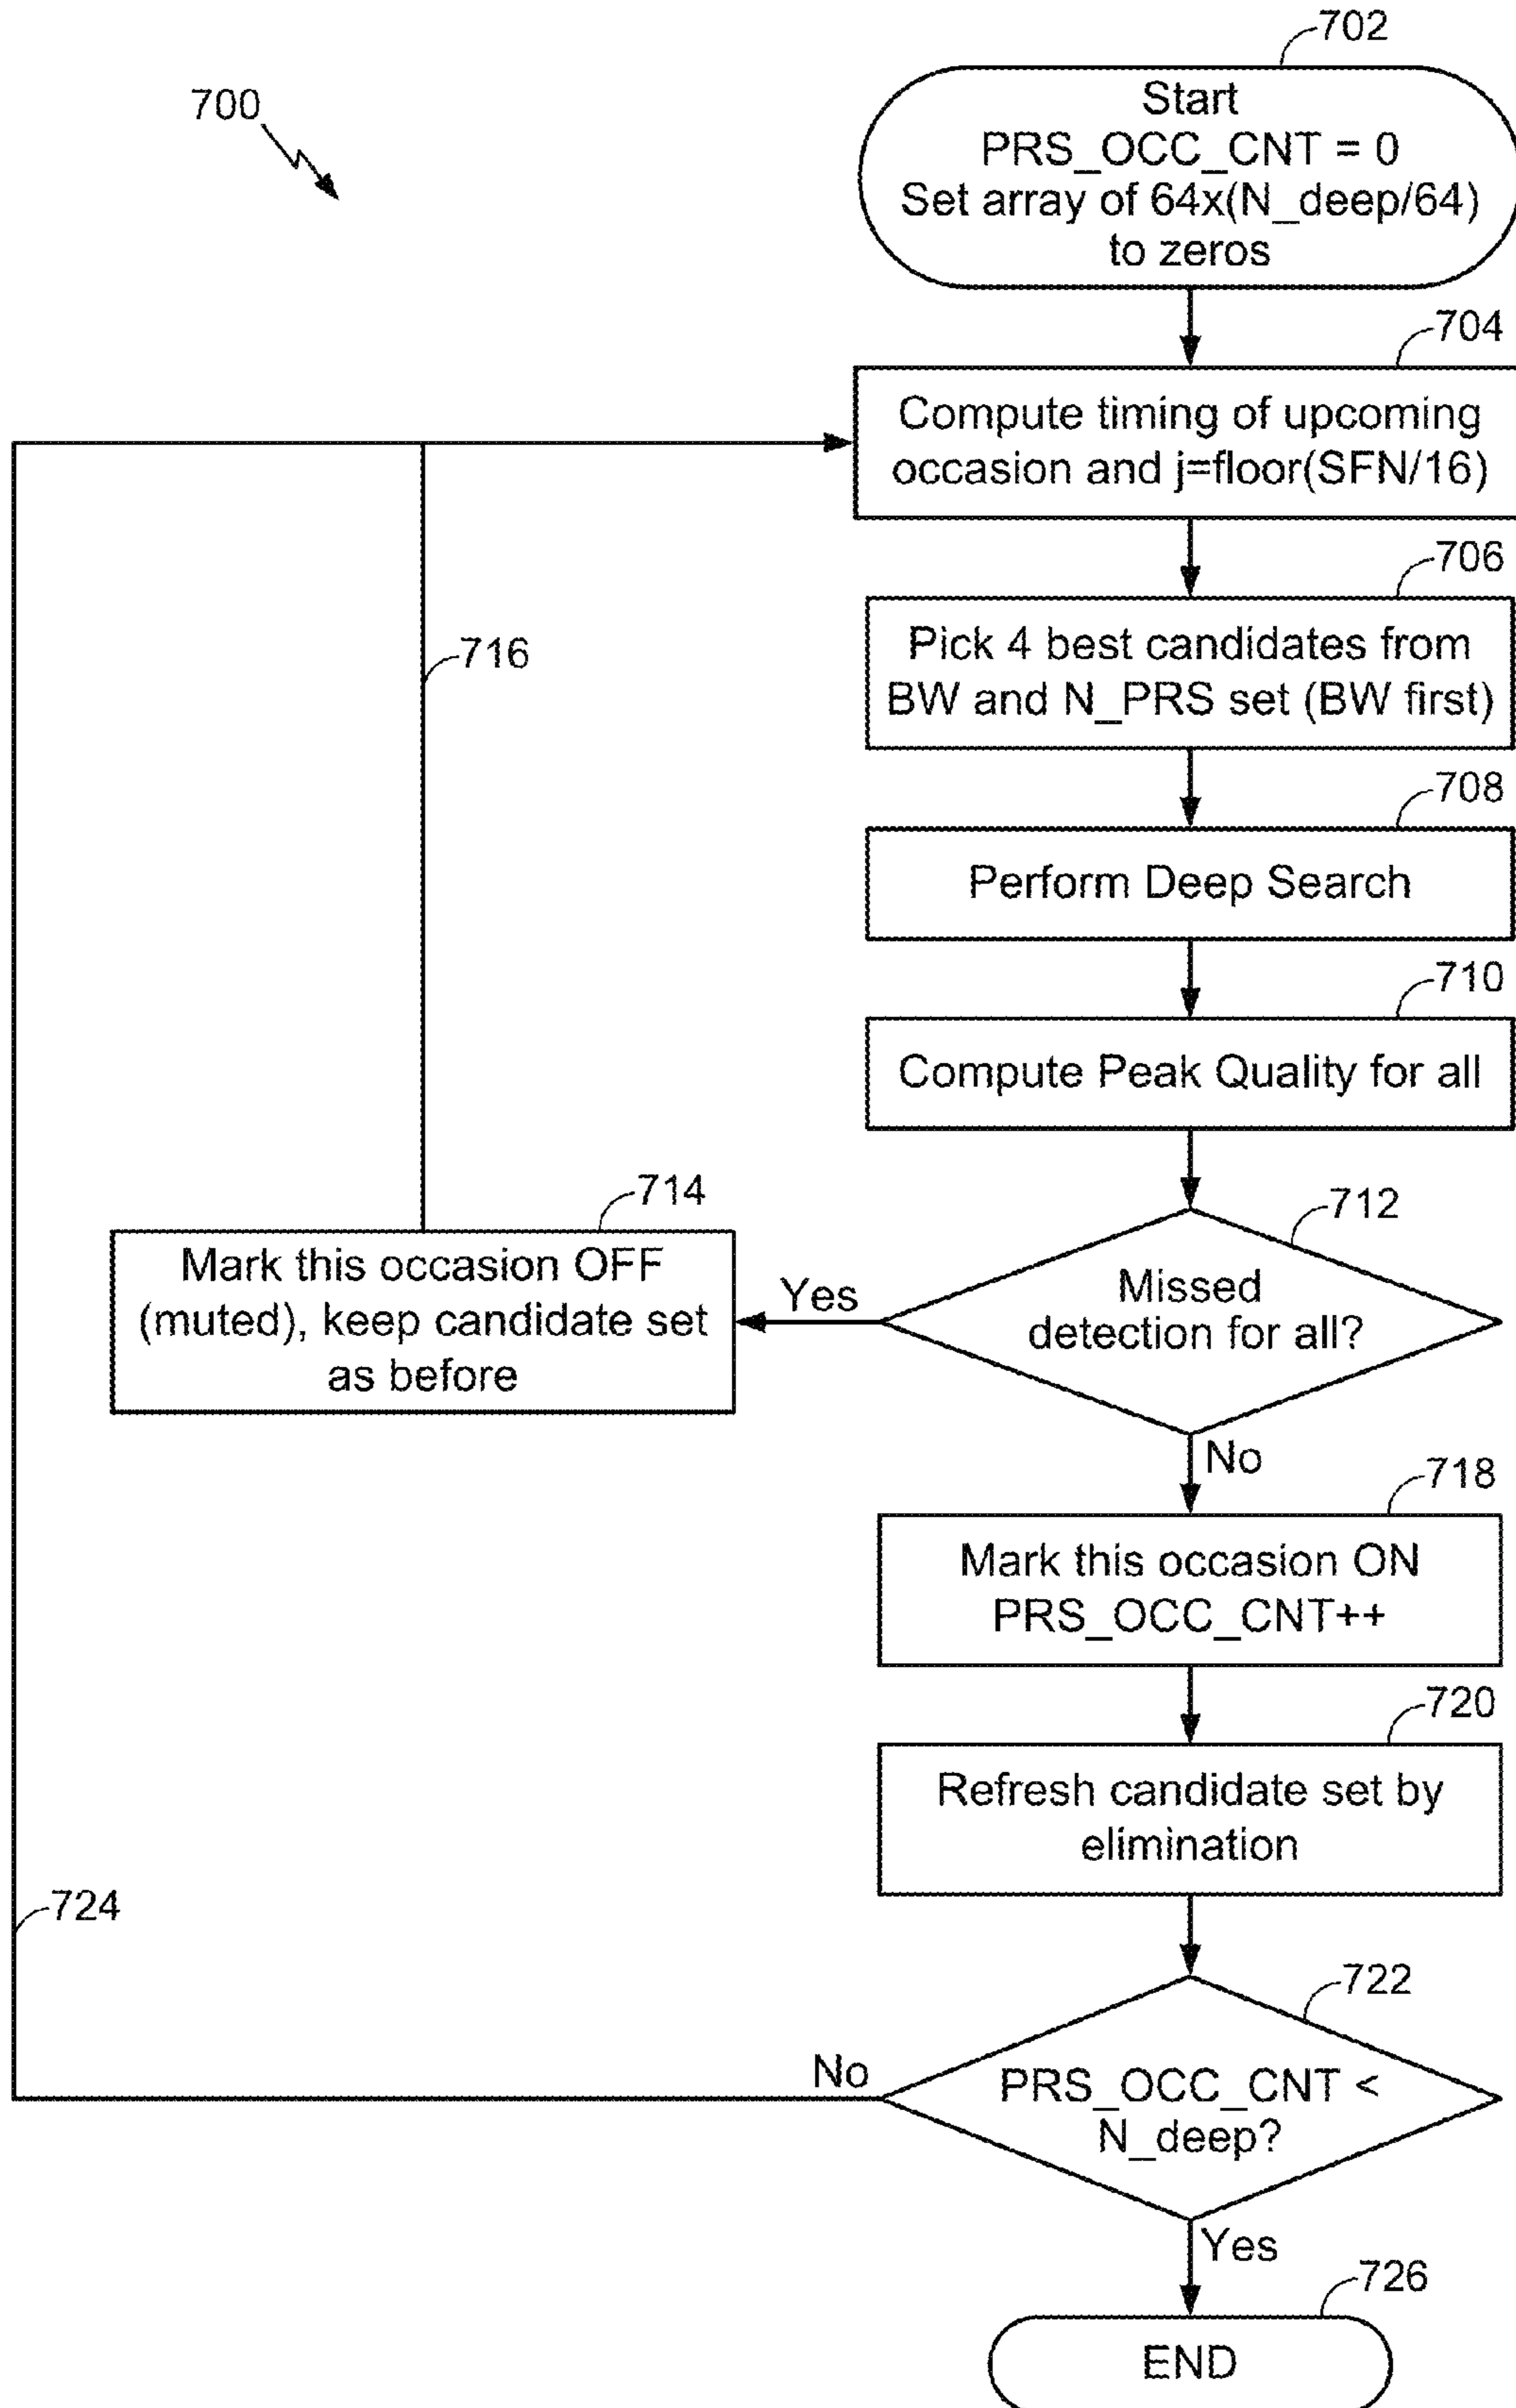 702
700
Start
PRS_OCC_CNT = 0
Set array of 64x(N_deep/64)
to zeros
704
Compute timing of upcoming
occasion and j=floor(SFN/16)
706
Pick 4 best candidates from
BW and N_PRS set (BW first)
716
708
Perform Deep Search
710
Compute Peak Quality for all
714
712
Mark this occasion OFF
(muted), keep candidate set
as before
Yes
Missed
detection for all?
No
718
Mark this occasion ON
PRS_OCC_CNT++
720
Refresh candidate set by
elimination
724
722
No
PRS_OCC_CNT <
N_deep?
Yes
726
END